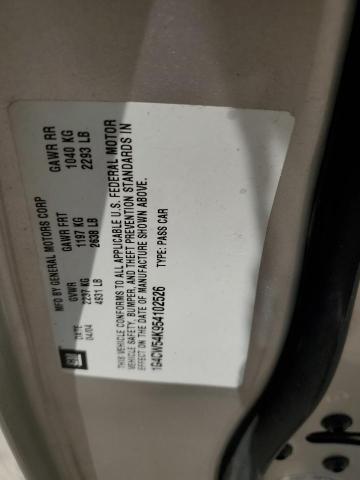 GM
MFD BY GENERAL MOTORS CORP
DATE GVWR GAWR FRT GAWR RR
04/04 2237 KG 1197 KG 1040 KG
4931 LB 2638 LB 2293 LB
THIS VEHICLE CONFORMS TO ALL APPLICABLE U.S. FEDERAL MOTOR
VEHICLE SAFETY, BUMPER, AND THEFT PREVENTION STANDARDS IN
EFFECT ON THE DATE OF MANUFACTURE SHOWN ABOVE.
1G4CW54K954102526 TYPE: PASS CAR